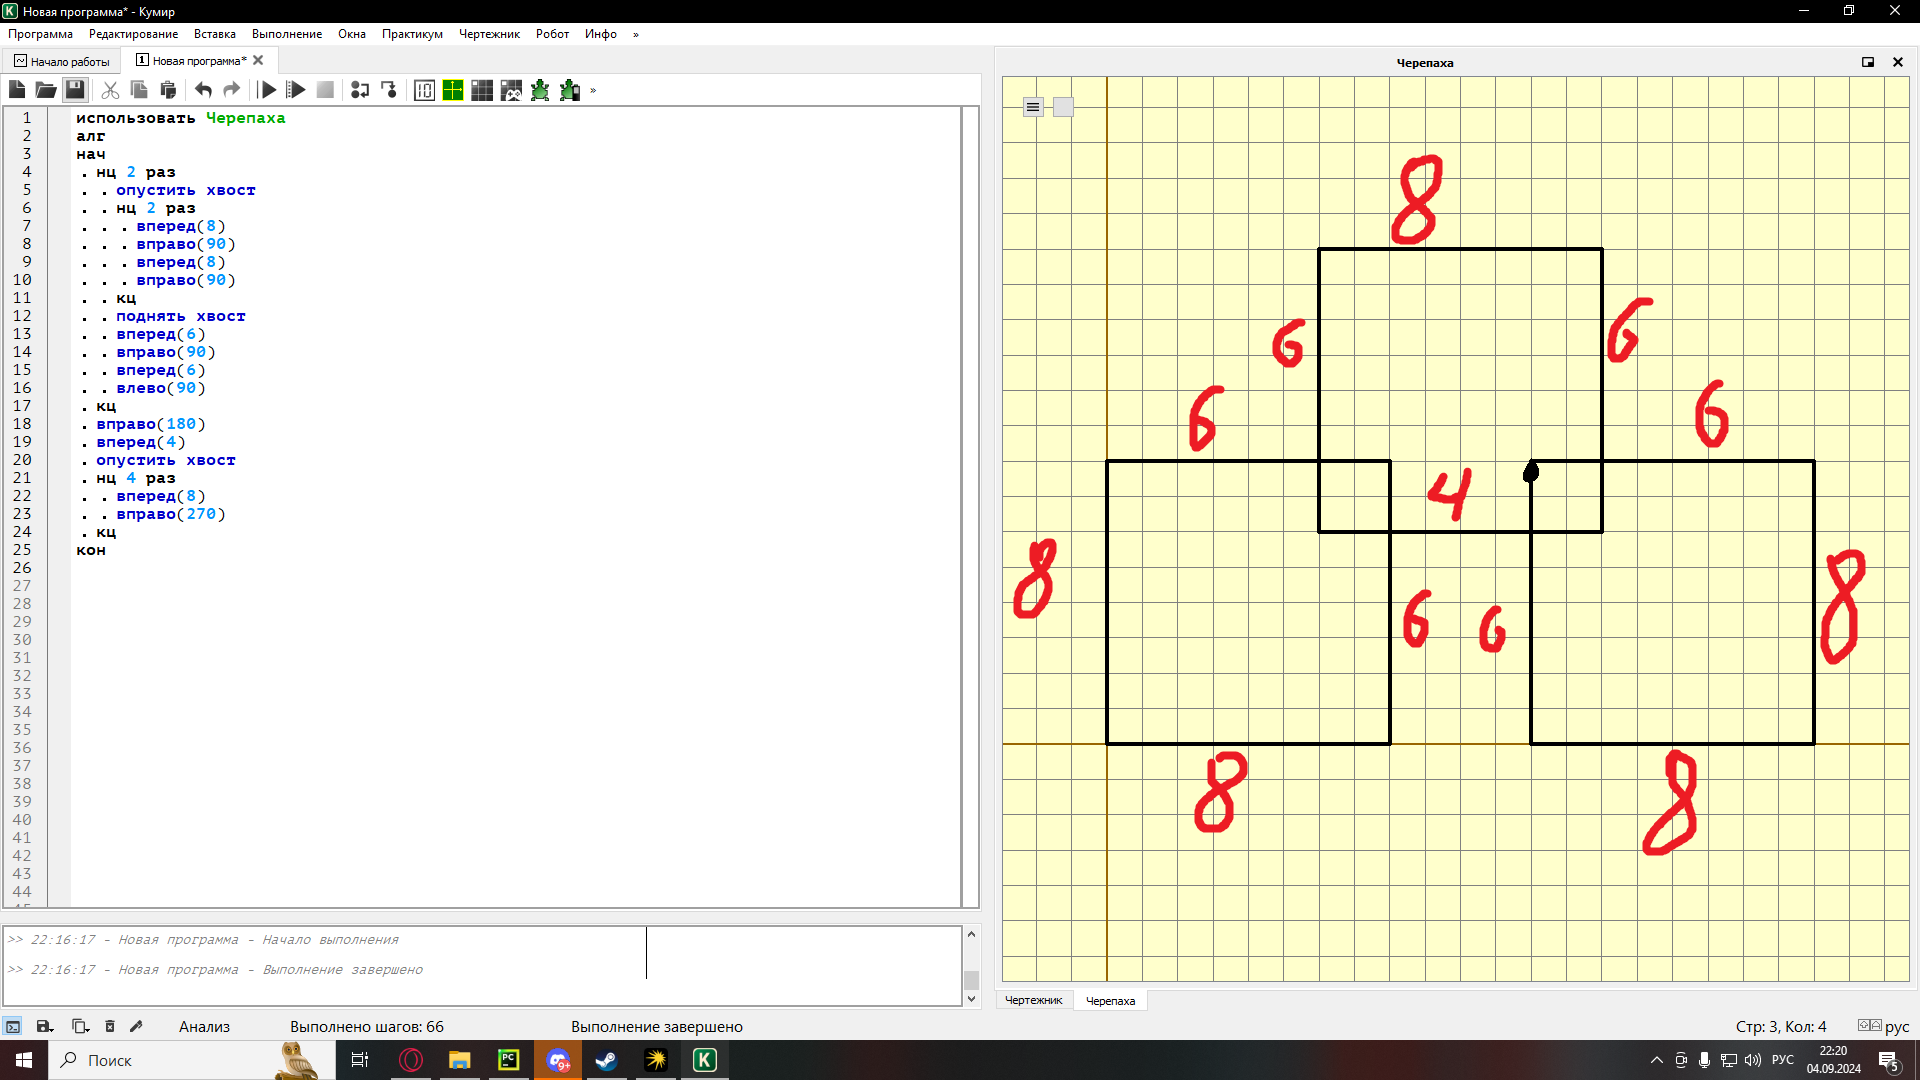 Новая программа* - Кумир
Программа Редактирование Вставка Выполнение Окна Практикум Чертежник Робот Инфо »
Начало работы
1 Новая программа*
»
1 использовать Черепаха
2 алг
3 нач
4 . нц 2 раз
5 . . опустить хвост
6 . . нц 2 раз
7 . . . вперед(8)
8 . . . вправо(90)
9 . . . вперед(8)
10 . . . вправо(90)
11 . . кц
12 . . поднять хвост
13 . . вперед(6)
14 . . вправо(90)
15 . . вперед(6)
16 . . влево(90)
17 . кц
18 . вправо(180)
19 . вперед(4)
20 . опустить хвост
21 . нц 4 раз
22 . . вперед(8)
23 . . вправо(270)
24 . кц
25 кон
26
27
28
29
30
31
32
33
34
35
36
37
38
39
40
41
42
43
44
>> 22:16:17 - Новая программа - Начало выполнения
>> 22:16:17 - Новая программа - Выполнение завершено
Черепаха
8
6 6
6 6
4
8 6 6 8
8 8
Чертежник Черепаха
Анализ Выполнено шагов: 66 Выполнение завершено Стр: 3, Кол: 4 рус
Поиск
PC
9+
K
РУС
22:20
04.09.2024
5